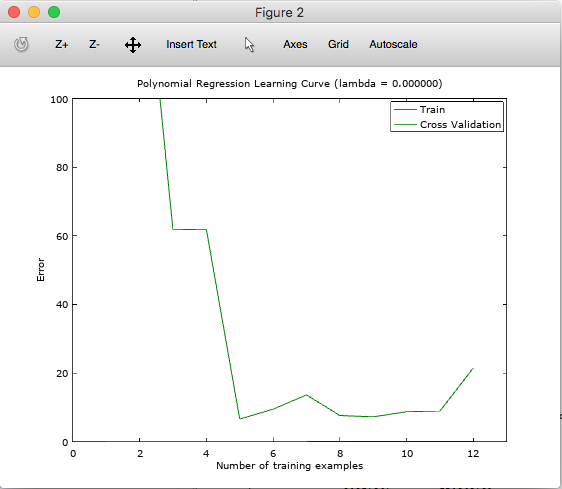 Figure 2
Z+ Z- Insert Text Axes Grid Autoscale
Polynomial Regression Learning Curve (lambda = 0.000000)
Train
Cross Validation
100
80
60
40
20
0
Error
0 2 4 6 8 10 12
Number of training examples